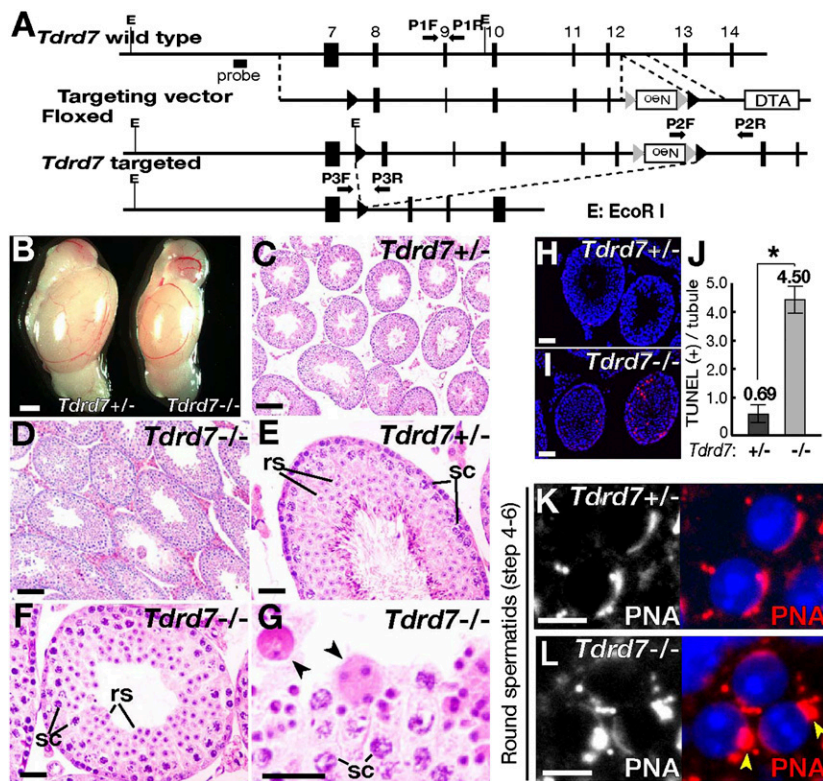 A
E
P1F P1R E
Tdrd7 wild type
7 8 9 10 11 12 13 14
probe
Targeting vector
Floxed
Neo
DTA
E
E
P2F P2R
Tdrd7 targeted
Neo
E
P3F P3R
E: EcoR I
B
Tdrd7+/- Tdrd7-/-
C Tdrd7+/-
D Tdrd7-/-
E Tdrd7+/-
rs
sc
F Tdrd7-/-
rs
sc
G Tdrd7-/-
sc
H Tdrd7+/-
I Tdrd7-/-
J
*
TUNEL (+) / tubule
5.0
4.0
3.0
2.0
1.0
0
0.69
4.50
Tdrd7: +/- -/-
Round spermatids (step 4-6)
K Tdrd7+/-
PNA PNA
L Tdrd7-/-
PNA PNA